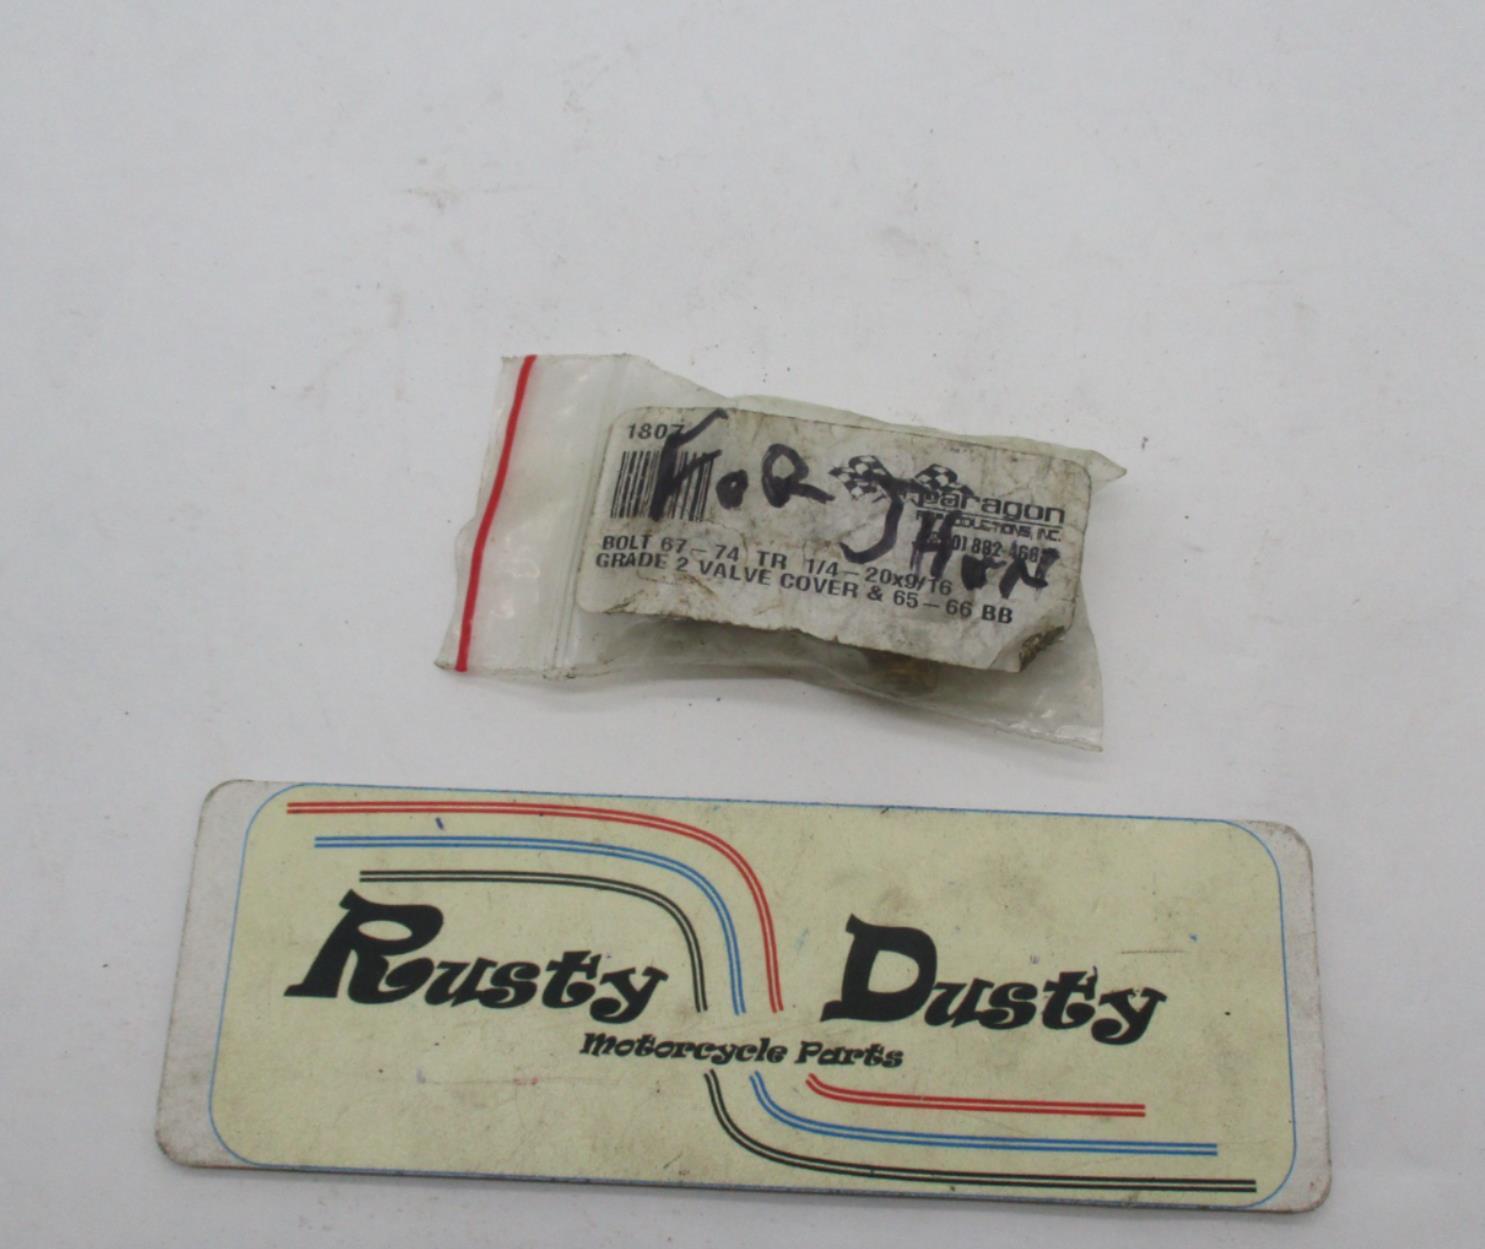 1807
FOR JHON
paragon
BOLT 67-74 TR 1/4-20x9/16
GRADE 2 VALVE COVER & 65-66 BB
Rusty Dusty
Motorcycle Parts